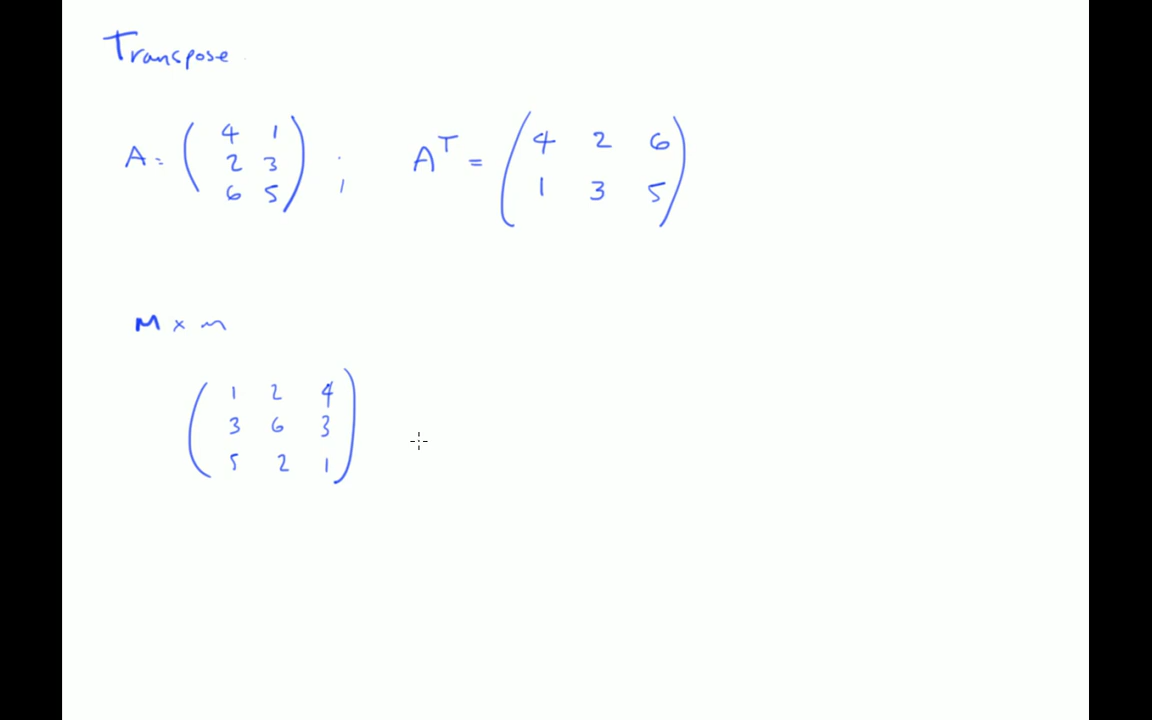 Transpose
A = ( 4 1 ; A^T = ( 4 2 6
2 3 1 3 5 )
6 5 )
M × m
( 1 2 4
3 6 3
5 2 1 )